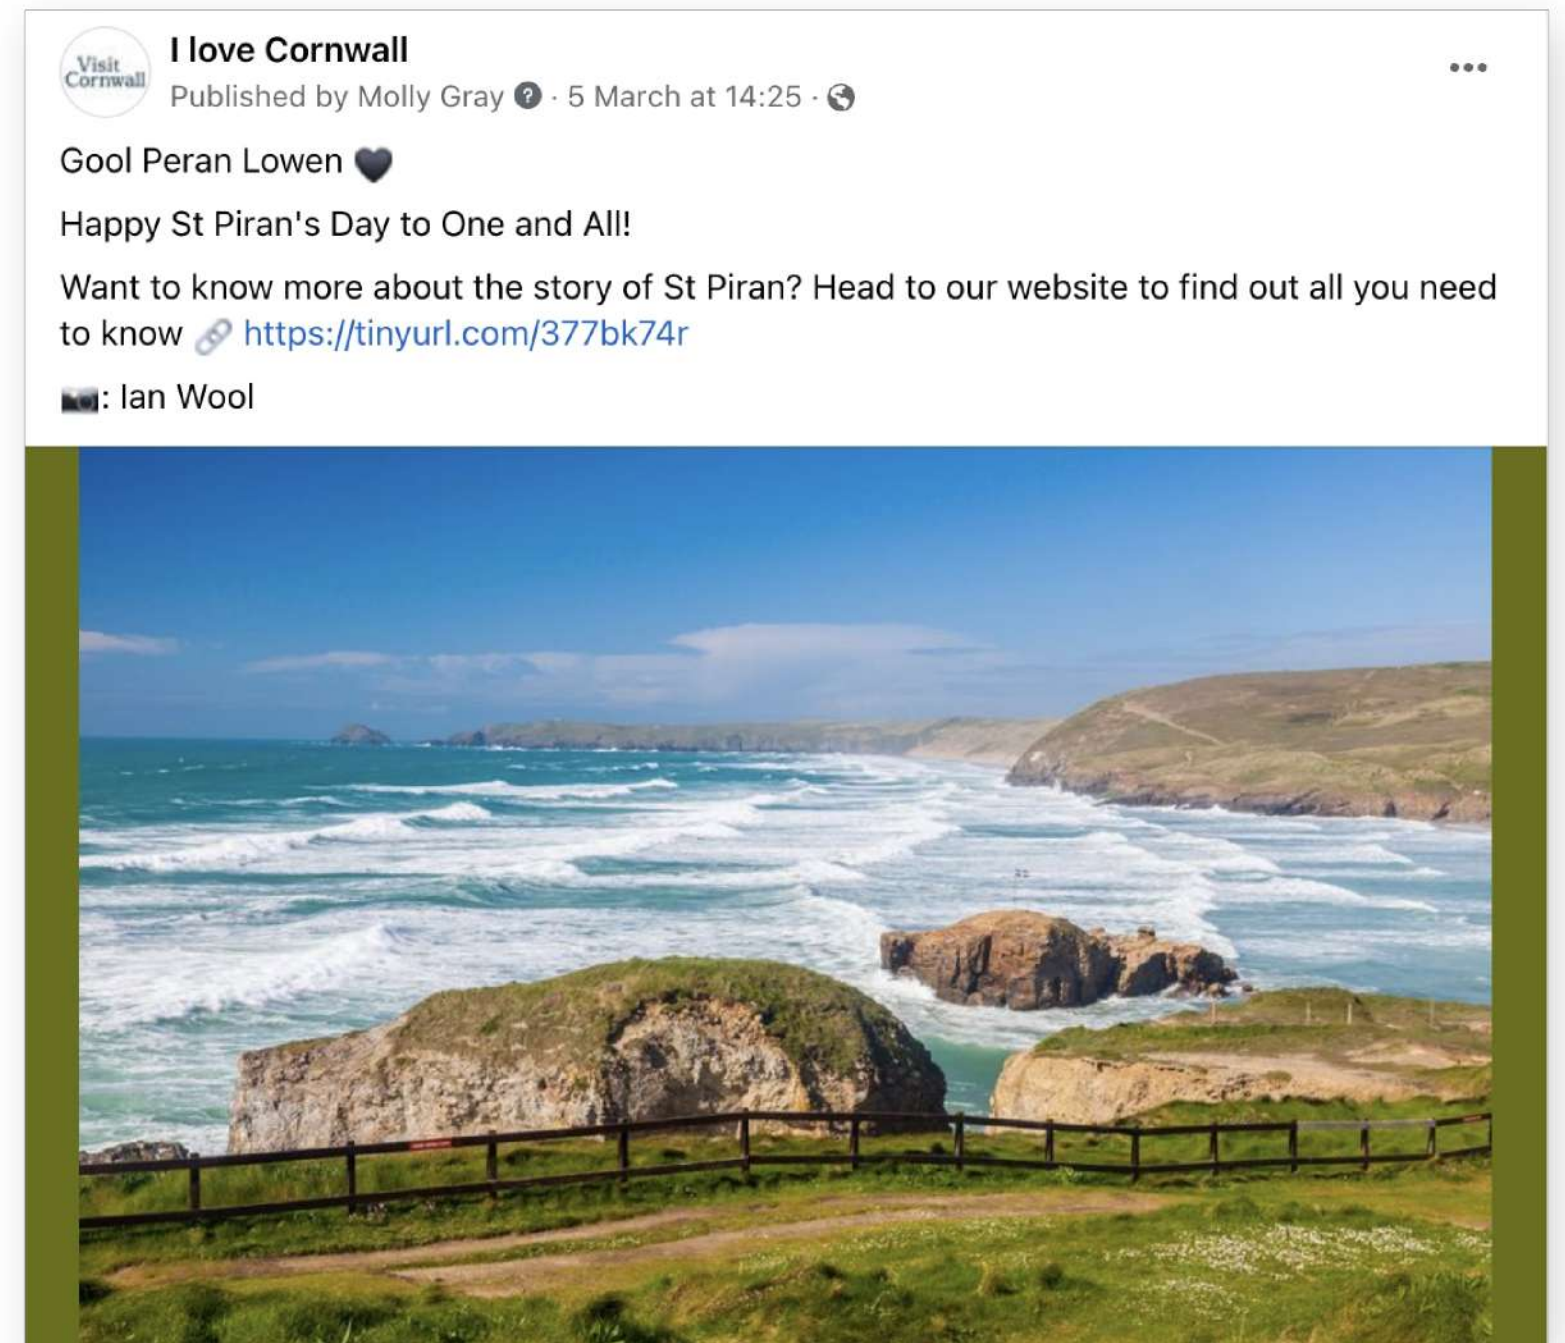 Visit
Cornwall
I love Cornwall
Published by Molly Gray · 5 March at 14:25 ·
Gool Peran Lowen 🖤
Happy St Piran's Day to One and All!
Want to know more about the story of St Piran? Head to our website to find out all you need
to know 🔗 https://tinyurl.com/377bk74r
📷: Ian Wool